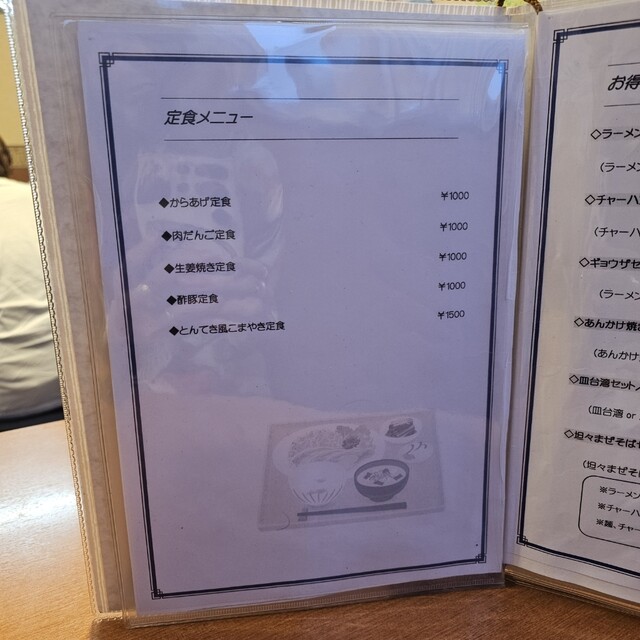 定食メニュー
◆からあげ定食 ¥1000
◆肉だんご定食 ¥1000
◆生姜焼き定食 ¥1000
◆酢豚定食 ¥1000
◆とんてき風こまやき定食 ¥1500
お得
◇ラーメン
(ラーメン
◇チャーハ
(チャーハ
◇ギョウザセ
(ラーメン
◇あんかけ焼
(あんかけ
◇皿台湾セット
(皿台湾 or
◇坦々まぜそばセ
(坦々まぜそば
※ラーメン
※チャーハ
※麺、チャー